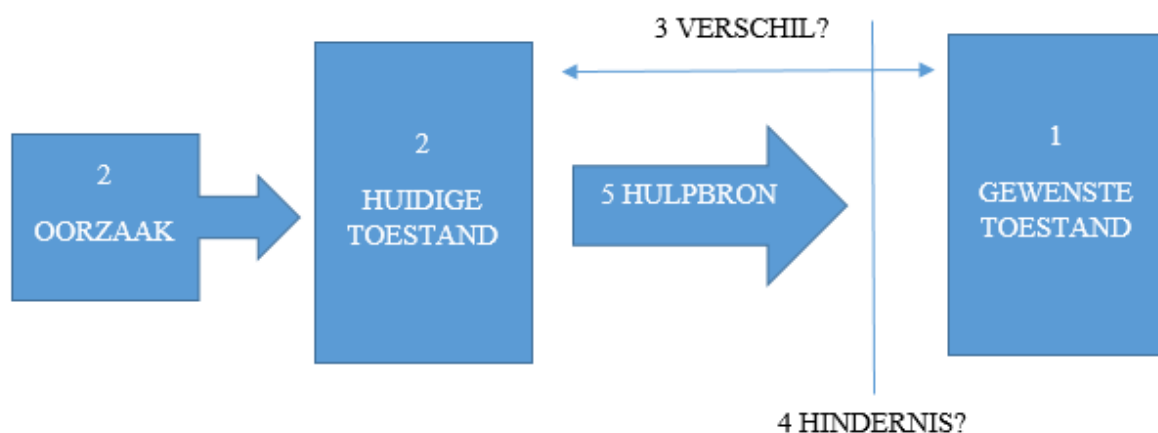 3 VERSCHIL?
2
OORZAAK
2
HUIDIGE
TOESTAND
5 HULPBRON
1
GEWENSTE
TOESTAND
4 HINDERNIS?